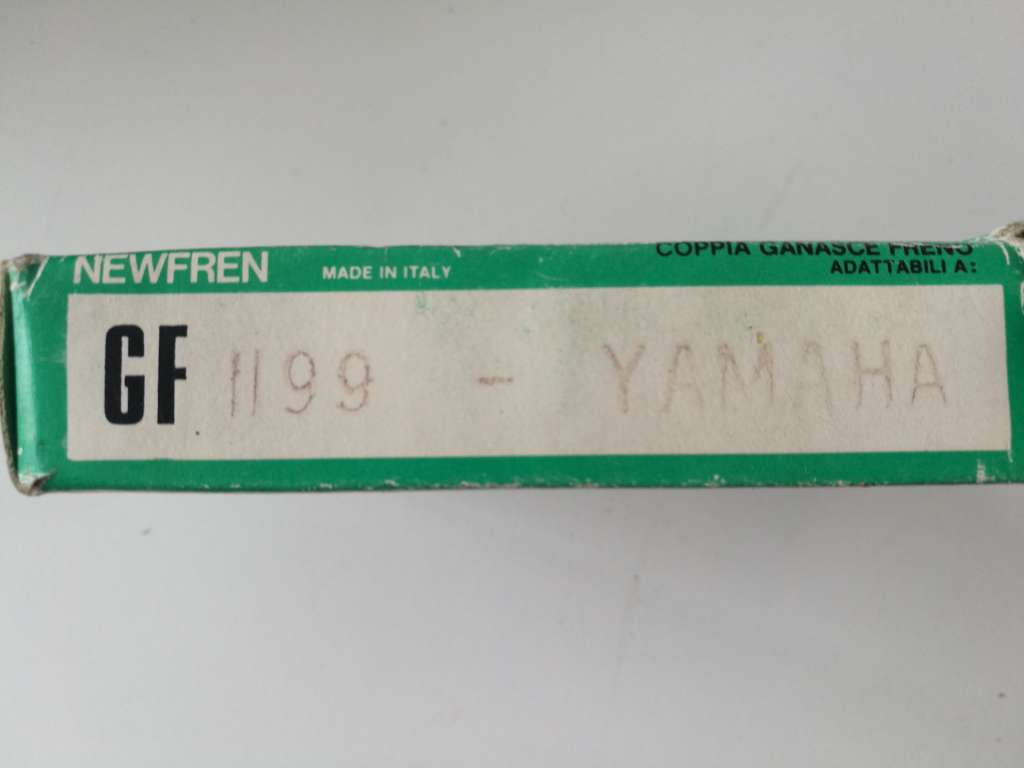 NEWFREN MADE IN ITALY COPPIA GANASCE FRENO
ADATTABILI A:
GF 1199 - YAMAHA